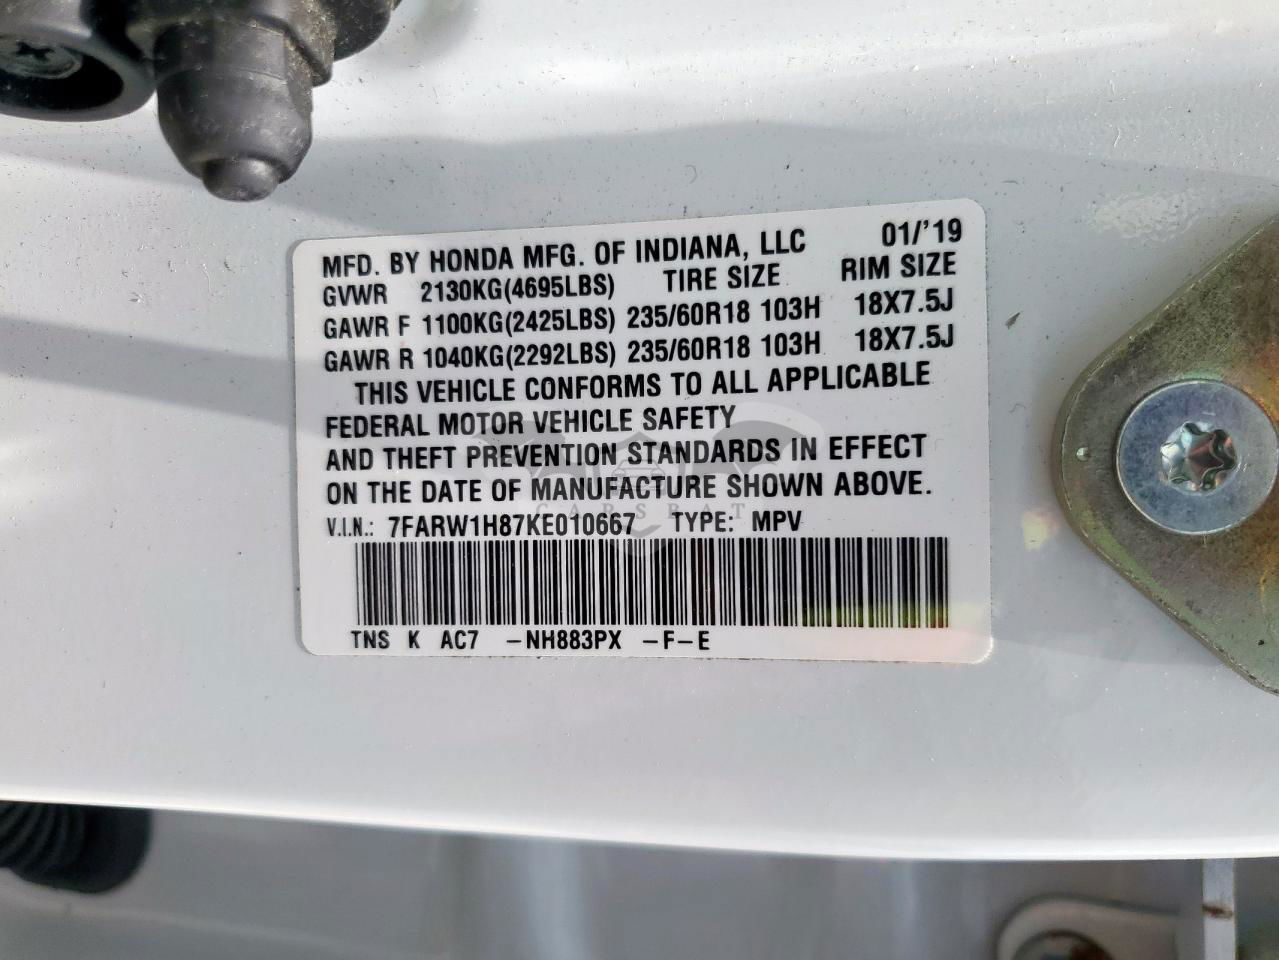 MFD. BY HONDA MFG. OF INDIANA, LLC 01/'19
GVWR 2130KG(4695LBS) TIRE SIZE RIM SIZE
GAWR F 1100KG(2425LBS) 235/60R18 103H 18X7.5J
GAWR R 1040KG(2292LBS) 235/60R18 103H 18X7.5J
THIS VEHICLE CONFORMS TO ALL APPLICABLE
FEDERAL MOTOR VEHICLE SAFETY
AND THEFT PREVENTION STANDARDS IN EFFECT
ON THE DATE OF MANUFACTURE SHOWN ABOVE.
CARSBAT
V.I.N.: 7FARW1H87KE010667 TYPE: MPV
TNS K AC7 -NH883PX -F-E